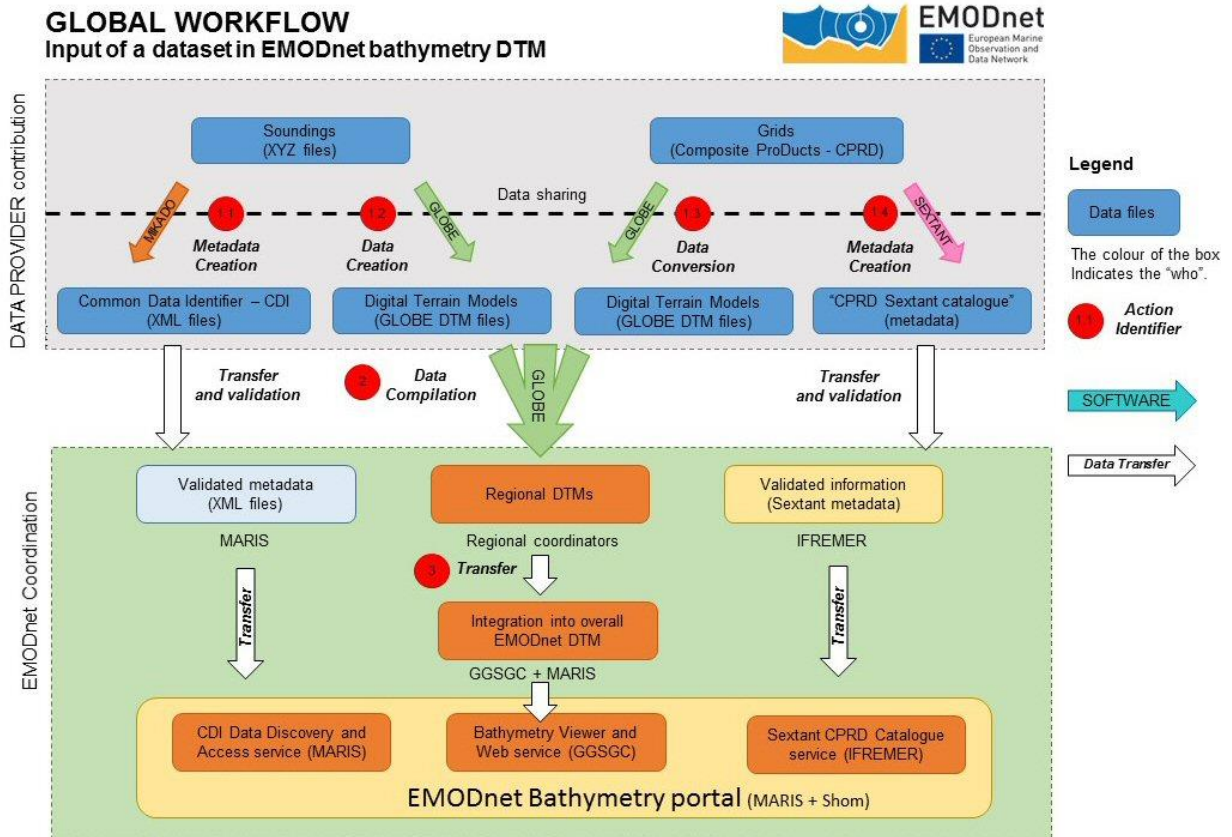 GLOBAL WORKFLOW
Input of a dataset in EMODnet bathymetry DTM
EMODnet
European Marine
Observation and
Data Network
DATA PROVIDER contribution
Soundings
(XYZ files)
Grids
(Composite ProDucts - CPRD)
Data sharing
MIKADO
1.1
Metadada
Creation
1.2
Data
Creation
GLOBE
GLOBE
1.3
Data
Conversion
1.4
Metadada
Creation
SEXTANT
Common Data Identifier – CDI
(XML files)
Digital Terrain Models
(GLOBE DTM files)
Digital Terrain Models
(GLOBE DTM files)
“CPRD Sextant catalogue”
(metadata)
Legend
Data files
The colour of the box
Indicates the “who”.
1.1
Action
Identifier
SOFTWARE
Data Transfer
Transfer
and validation
2
Data
Compilation
GLOBE
Transfer
and validation
EMODnet Coordination
Validated metadata
(XML files)
MARIS
Regional DTMs
Regional coordinators
Validated information
(Sextant metadata)
IFREMER
Transfer
3
Transfer
Transfer
Integration into overall
EMODnet DTM
GGSGC + MARIS
CDI Data Discovery and
Access service (MARIS)
Bathymetry Viewer and
Web service (GGSGC)
Sextant CPRD Catalogue
service (IFREMER)
EMODnet Bathymetry portal (MARIS + Shom)